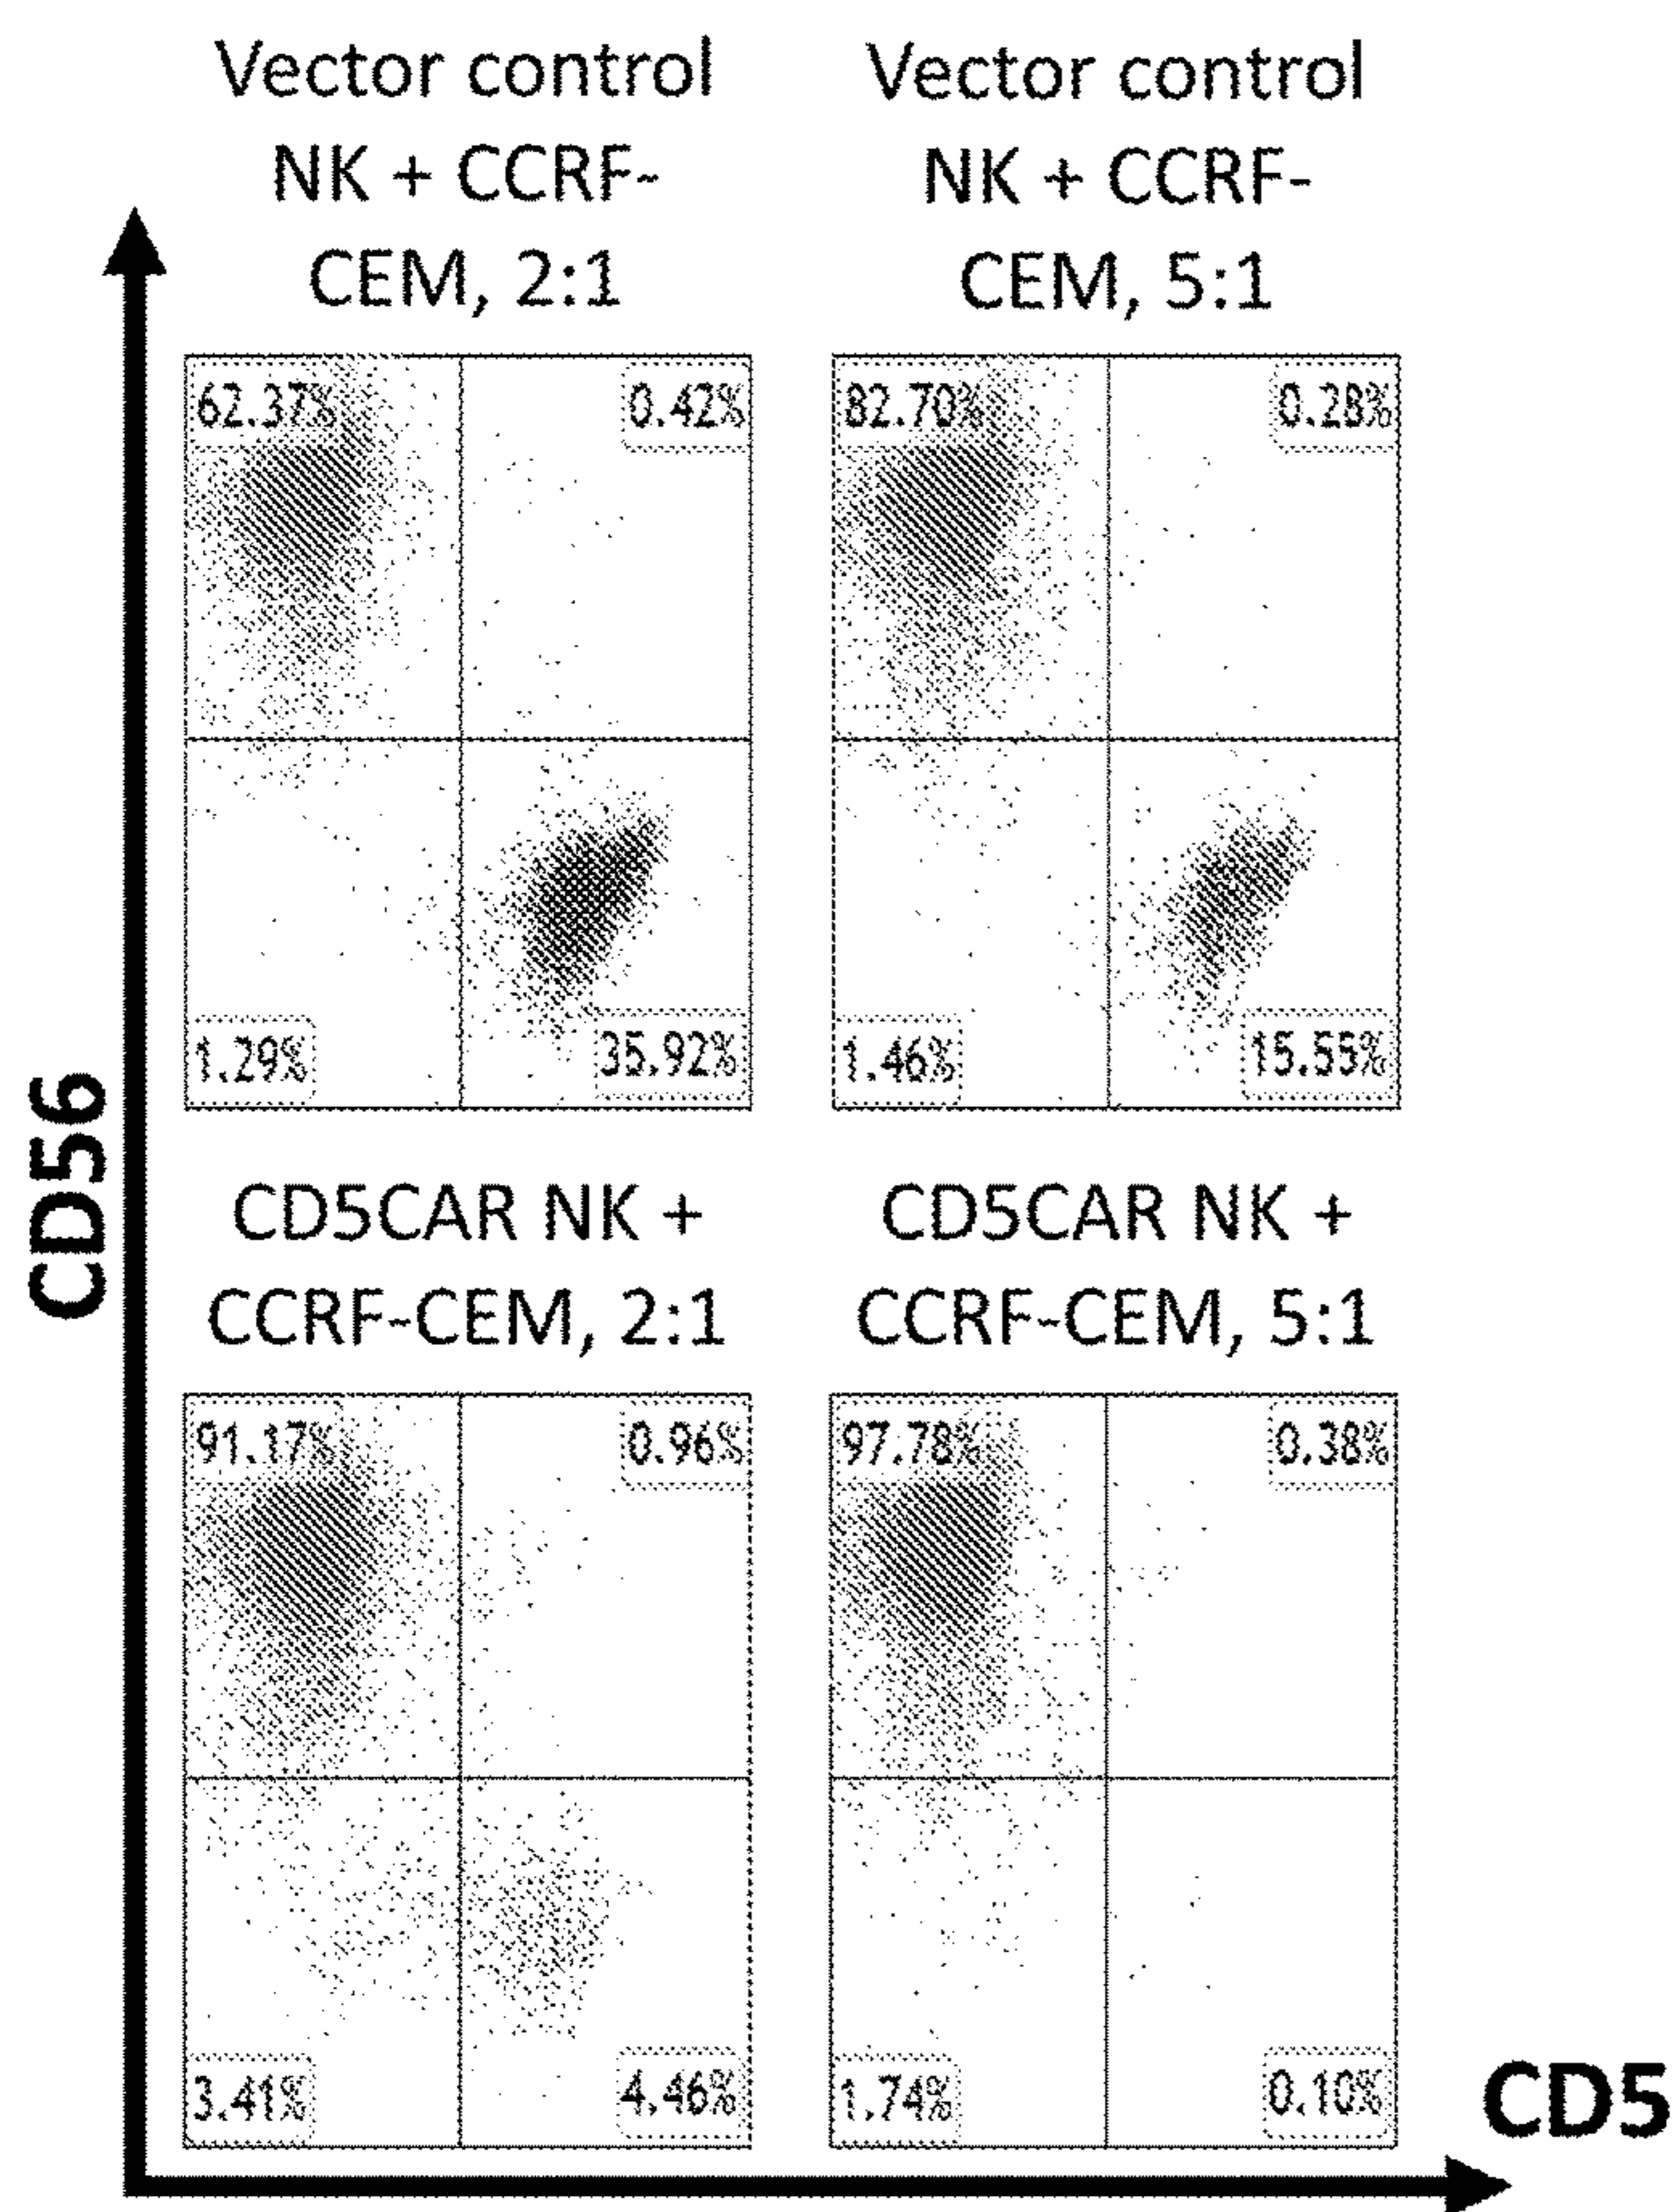 Vector control
NK + CCRF-
CEM, 2:1
Vector control
NK + CCRF-
CEM, 5:1
62.37%
0.42%
1.29%
35.92%
82.70%
0.28%
1.46%
15.55%
CD56
CD5CAR NK +
CCRF-CEM, 2:1
CD5CAR NK +
CCRF-CEM, 5:1
91.17%
0.96%
3.41%
4.46%
97.78%
0.38%
1.74%
0.10%
CD5